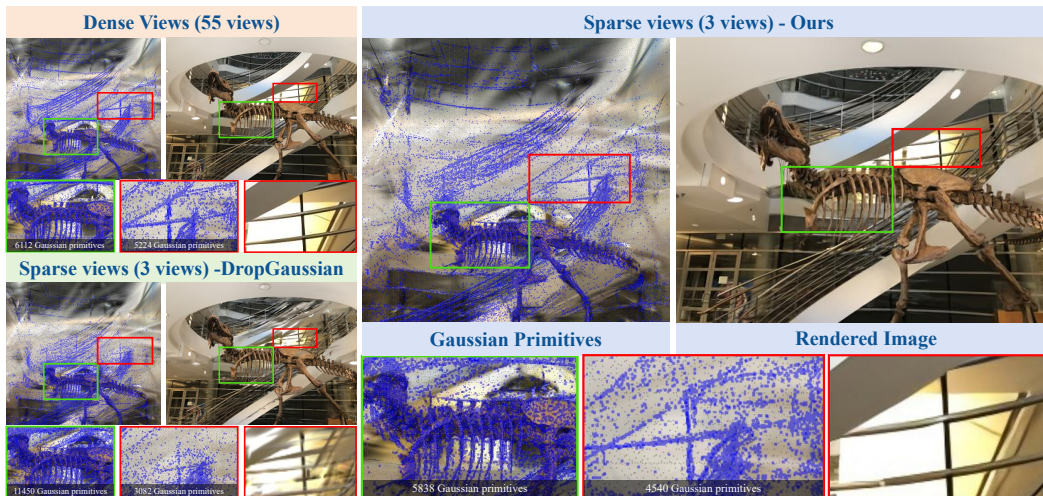 Dense Views (55 views)
6112 Gaussian primitives
5224 Gaussian primitives
Sparse views (3 views) -DropGaussian
11450 Gaussian primitives
3082 Gaussian primitives
Sparse views (3 views) - Ours
Gaussian Primitives
Rendered Image
5838 Gaussian primitives
4540 Gaussian primitives